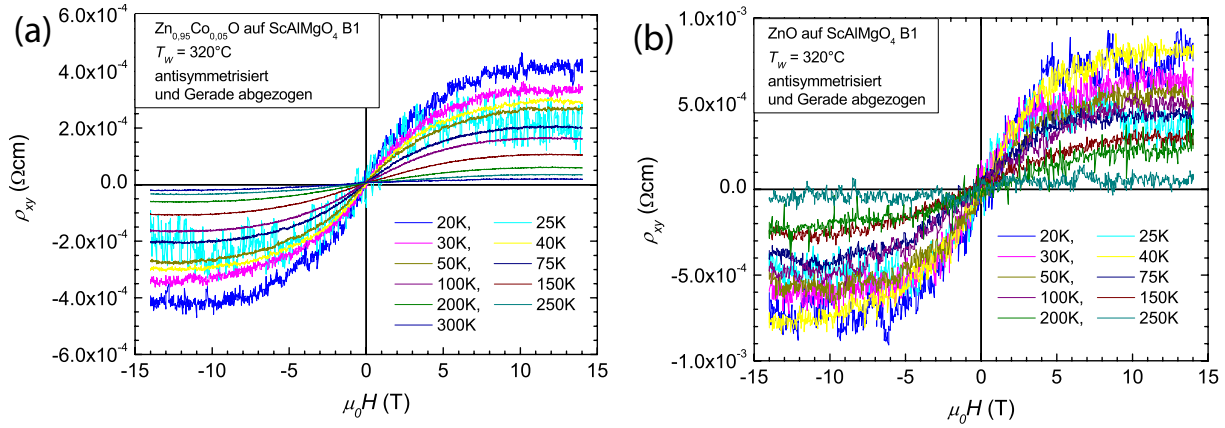 (a)
Zn0,95Co0,05O auf ScAlMgO4 B1
TW = 320°C
antisymmetrisiert
und Gerade abgezogen
6.0x10-4
4.0x10-4
2.0x10-4
0.0
-2.0x10-4
-4.0x10-4
-6.0x10-4
ρxy (Ωcm)
20K, 25K
30K, 40K
50K, 75K
100K, 150K
200K, 250K
300K
-15 -10 -5 0 5 10 15
μ0H (T)
(b)
ZnO auf ScAlMgO4 B1
TW = 320°C
antisymmetrisiert
und Gerade abgezogen
1.0x10-3
5.0x10-4
0.0
-5.0x10-4
-1.0x10-3
ρxy (Ωcm)
20K, 25K
30K, 40K
50K, 75K
100K, 150K
200K, 250K
-15 -10 -5 0 5 10 15
μ0H (T)